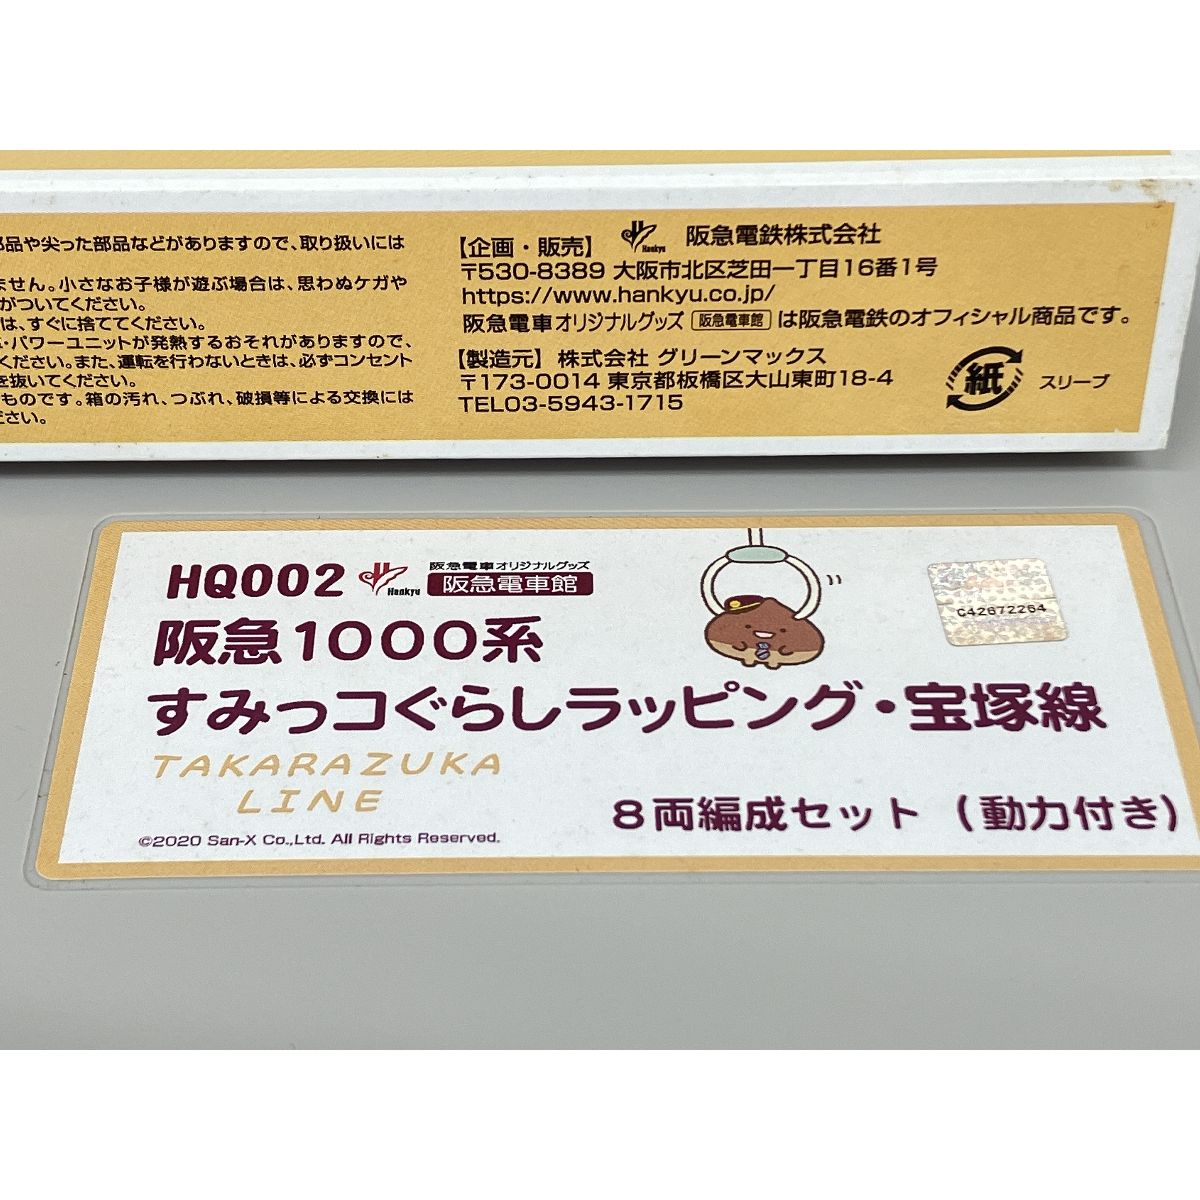 部品や尖った部品などがありますので、取り扱いには
ません。小さなお子様が遊ぶ場合は、思わぬケガや
がついてください。
は、すぐに捨ててください。
・パワーユニットが発熱するおそれがありますので、
ください。また、運転を行わないときは、必ずコンセント
を抜いてください。
ものです。箱の汚れ、つぶれ、破損等による交換には
ださい。
【企画・販売】 Hankyu 阪急電鉄株式会社
〒530-8389 大阪市北区芝田一丁目16番1号
https://www.hankyu.co.jp/
阪急電車オリジナルグッズ 阪急電車館 は阪急電鉄のオフィシャル商品です。
【製造元】 株式会社 グリーンマックス
〒173-0014 東京都板橋区大山東町18-4
TEL03-5943-1715
紙 スリーブ
HQ002 Hankyu 阪急電車オリジナルグッズ
阪急電車館
C42672264
阪急1000系
すみっコぐらしラッピング・宝塚線
TAKARAZUKA
LINE
8両編成セット（動力付き）
©2020 San-X Co.,Ltd. All Rights Reserved.